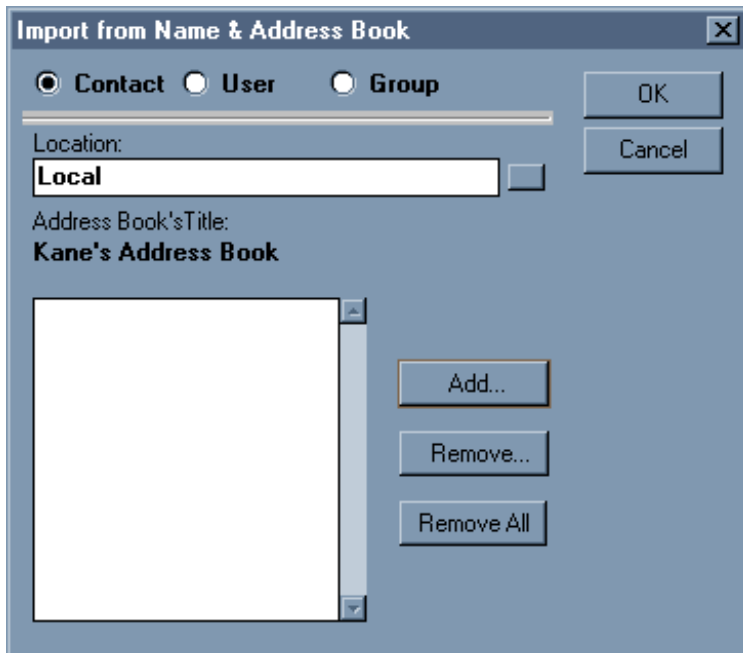 Import from Name & Address Book
Contact User Group
OK
Location:
Cancel
Local
Address Book'sTitle:
Kane's Address Book
Add...
Remove...
Remove All